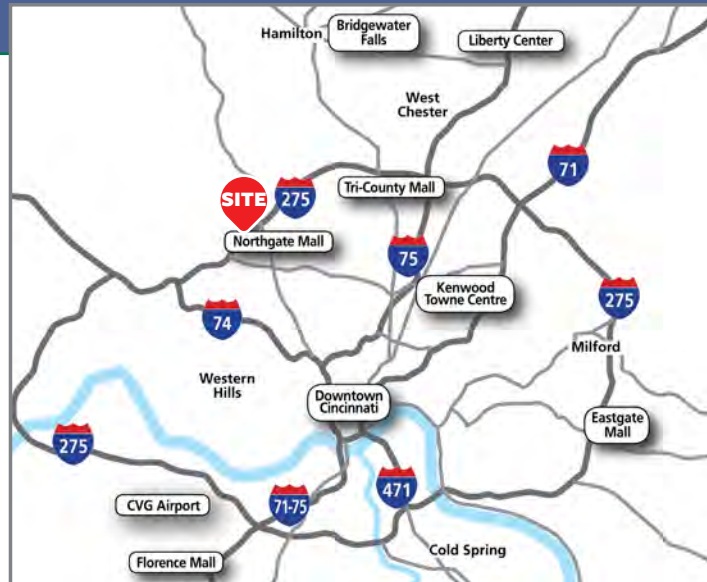 Hamilton
Bridgewater
Falls
Liberty Center
West
Chester
71
Tri-County Mall
SITE
275
Northgate Mall
75
Kenwood
Towne Centre
275
74
Milford
Western
Hills
Downtown
Cincinnati
Eastgate
Mall
275
CVG Airport
71-75
471
Cold Spring
Florence Mall